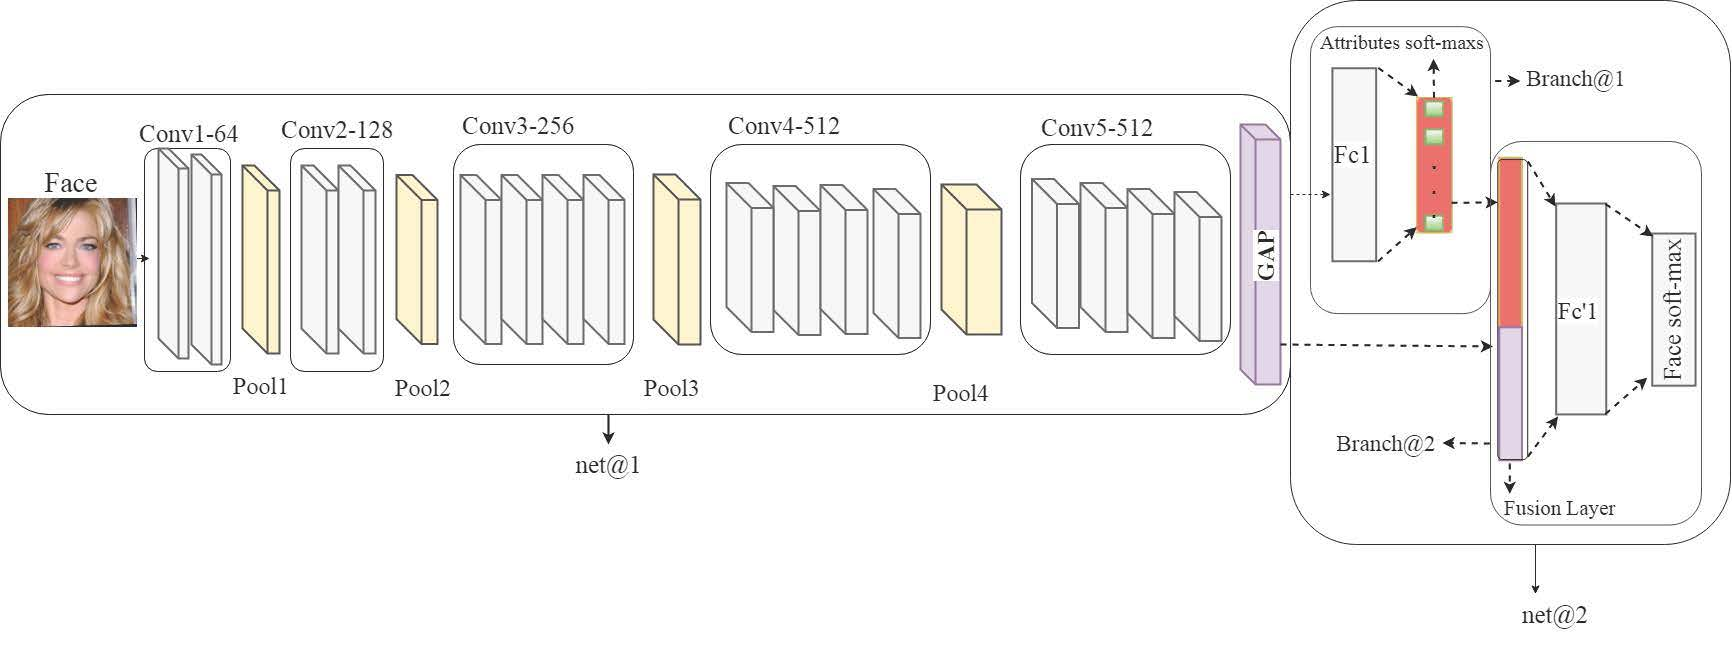 Face
Conv1-64
Conv2-128
Conv3-256
Conv4-512
Conv5-512
Pool1
Pool2
Pool3
Pool4
GAP
net@1
Attributes soft-maxs
Fc1
Branch@1
Fc'1
Face soft-max
Branch@2
Fusion Layer
net@2